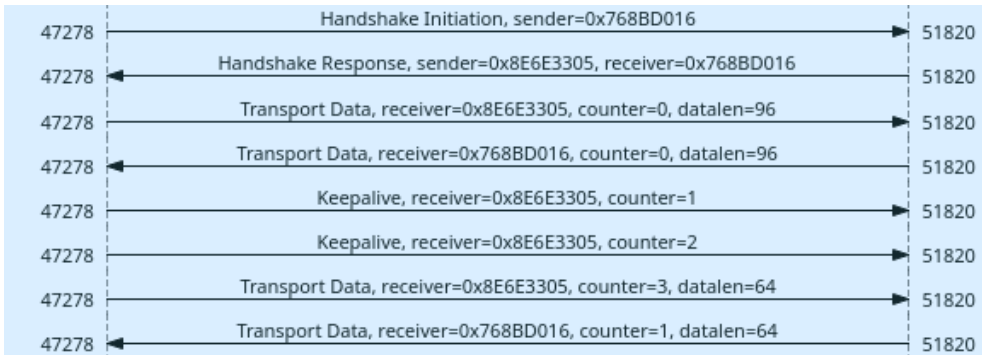 Handshake Initiation, sender=0x768BD016
47278 51820
Handshake Response, sender=0x8E6E3305, receiver=0x768BD016
47278 51820
Transport Data, receiver=0x8E6E3305, counter=0, datalen=96
47278 51820
Transport Data, receiver=0x768BD016, counter=0, datalen=96
47278 51820
Keepalive, receiver=0x8E6E3305, counter=1
47278 51820
Keepalive, receiver=0x8E6E3305, counter=2
47278 51820
Transport Data, receiver=0x8E6E3305, counter=3, datalen=64
47278 51820
Transport Data, receiver=0x768BD016, counter=1, datalen=64
47278 51820